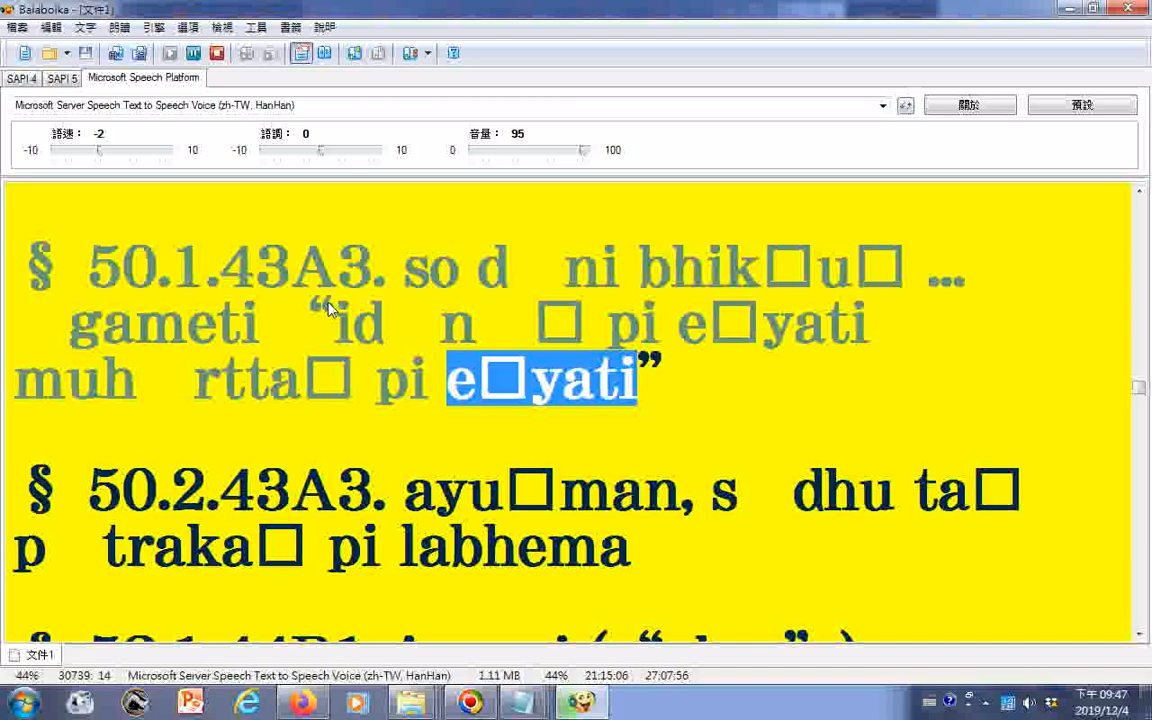 Balabolka - [文件1]
檔案 編輯 文字 朗讀 引擎 選項 檢視 工具 書籤 說明
SAPI 4 SAPI 5 Microsoft Speech Platform
Microsoft Server Speech Text to Speech Voice (zh-TW, HanHan) 關於 預設
語速： -2 語調： 0 音量： 95
-10 10 -10 10 0 100
§ 50.1.43A3. so d ni bhik□u□ ...
gameti “id n □ pi e□yati
muh rtta□ pi e□yati”
§ 50.2.43A3. ayu□man, s dhu ta□
p traka□ pi labhema
文件1
44% 30739: 14 Microsoft Server Speech Text to Speech Voice (zh-TW, HanHan) 1.11 MB 44% 21:15:06 27:07:56
下午 09:47
2019/12/4